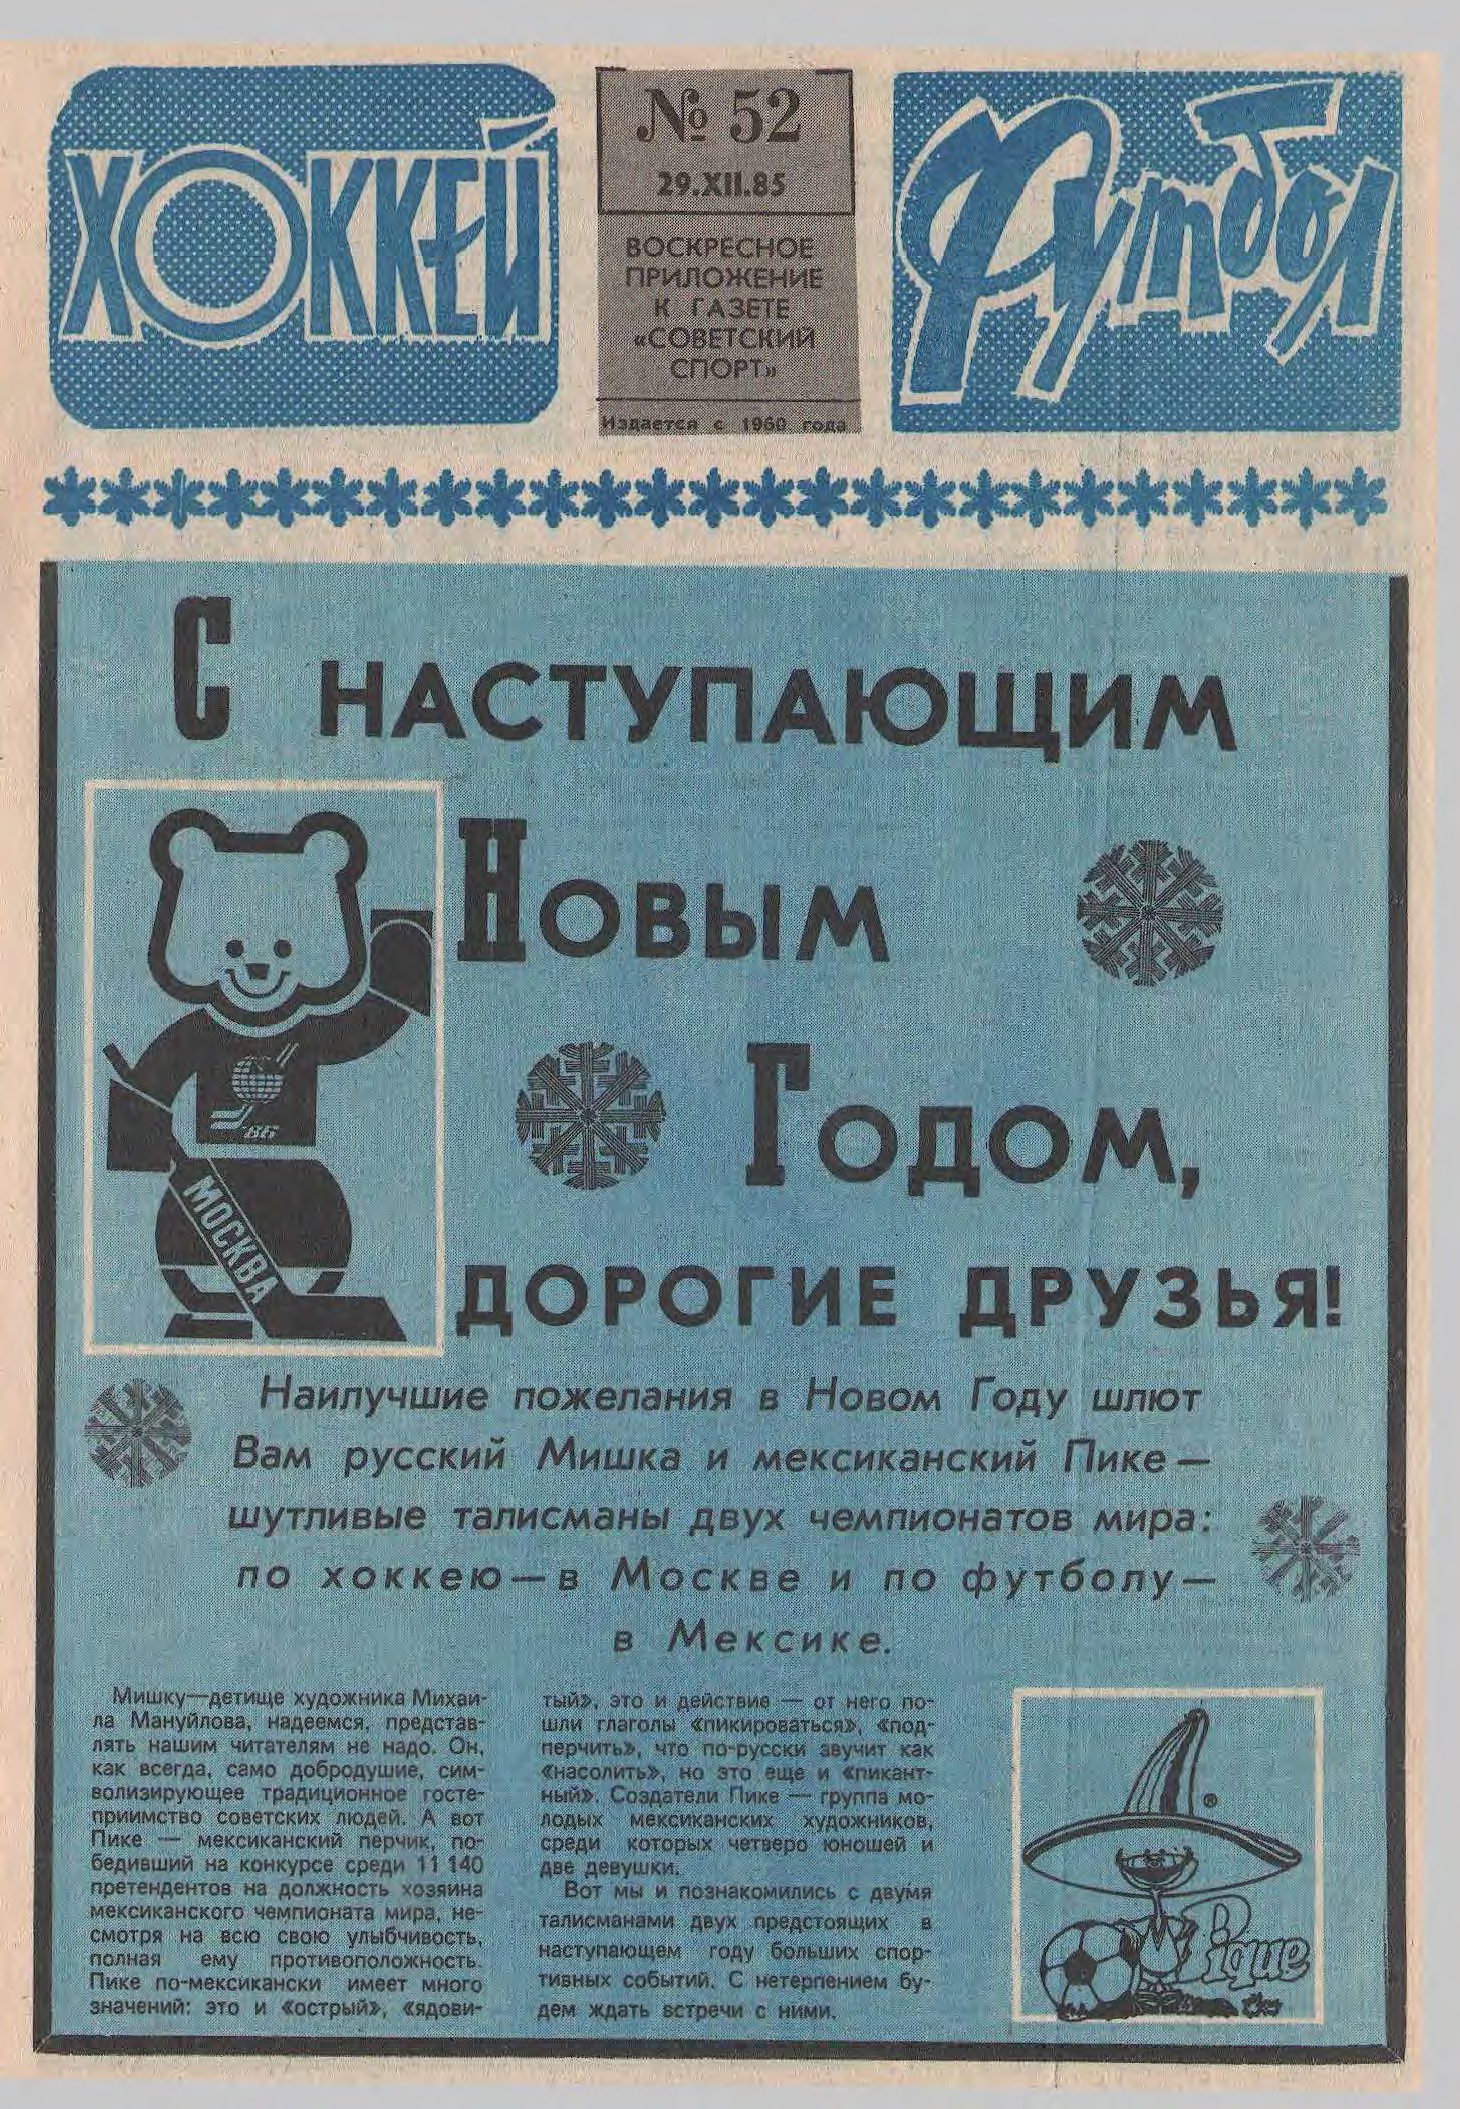 ХОККЕЙ
№ 52
29.XII.85
ВОСКРЕСНОЕ
ПРИЛОЖЕНИЕ
К ГАЗЕТЕ
«СОВЕТСКИЙ
СПОРТ»
Издается с 1960 года
Футбол
С НАСТУПАЮЩИМ
НОВЫМ
ГОДОМ,
ДОРОГИЕ ДРУЗЬЯ!
'86
МОСКВА
Наилучшие пожелания в Новом Году шлют
Вам русский Мишка и мексиканский Пике —
шутливые талисманы двух чемпионатов мира:
по хоккею — в Москве и по футболу —
в Мексике.
Мишку—детище художника Михаи-
ла Мануйлова, надеемся, представ-
лять нашим читателям не надо. Он,
как всегда, само добродушие, сим-
волизирующее традиционное госте-
приимство советских людей. А вот
Пике — мексиканский перчик, по-
бедивший на конкурсе среди 11 140
претендентов на должность хозяина
мексиканского чемпионата мира, не-
смотря на всю свою улыбчивость,
полная ему противоположность.
Пике по-мексикански имеет много
значений: это и «острый», «ядови-
тый», это и действие — от него по-
шли глаголы «пикироваться», «под-
перчить», что по-русски звучит как
«насолить», но это еще и «пикант-
ный». Создатели Пике — группа мо-
лодых мексиканских художников,
среди которых четверо юношей и
две девушки.
Вот мы и познакомились с двумя
талисманами двух предстоящих в
наступающем году больших спор-
тивных событий. С нетерпением бу-
дем ждать встречи с ними.
®
Pique